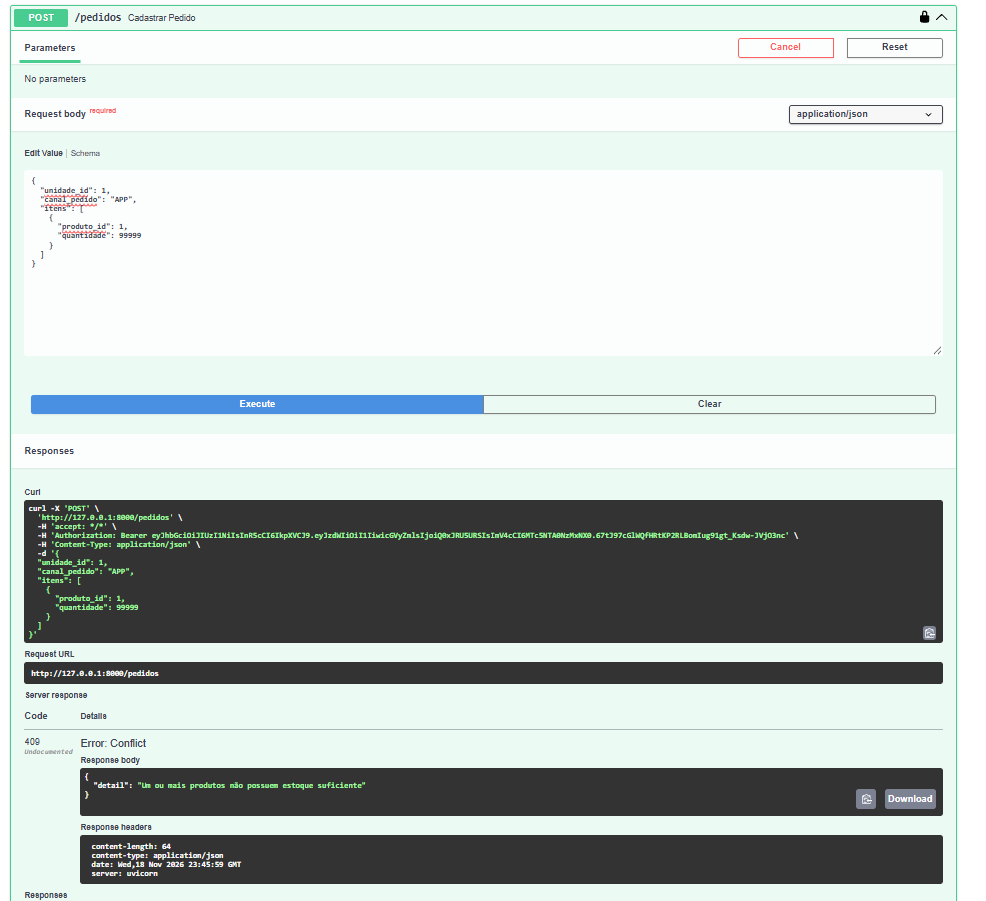 POST /pedidos Cadastrar Pedido
Parameters
Cancel
Reset
No parameters
Request body required
application/json
Edit Value | Schema
{
  "unidade_id": 1,
  "canal_pedido": "APP",
  "itens": [
    {
      "produto_id": 1,
      "quantidade": 99999
    }
  ]
}
Execute
Clear
Responses
Curl
curl -X 'POST' \
  'http://127.0.0.1:8000/pedidos' \
  -H 'accept: */*' \
  -H 'Authorization: Bearer \
  -H 'Content-Type: application/json' \
  -d '{
  "unidade_id": 1,
  "canal_pedido": "APP",
  "itens": [
    {
      "produto_id": 1,
      "quantidade": 99999
    }
  ]
}'
Request URL
http://127.0.0.1:8000/pedidos
Server response
Code Details
409
Undocumented
Error: Conflict
Response body
{
  "detail": "Um ou mais produtos não possuem estoque suficiente"
}
Download
Response headers
content-length: 64
content-type: application/json
date: Wed,18 Nov 2026 23:45:59 GMT
server: uvicorn
Responses